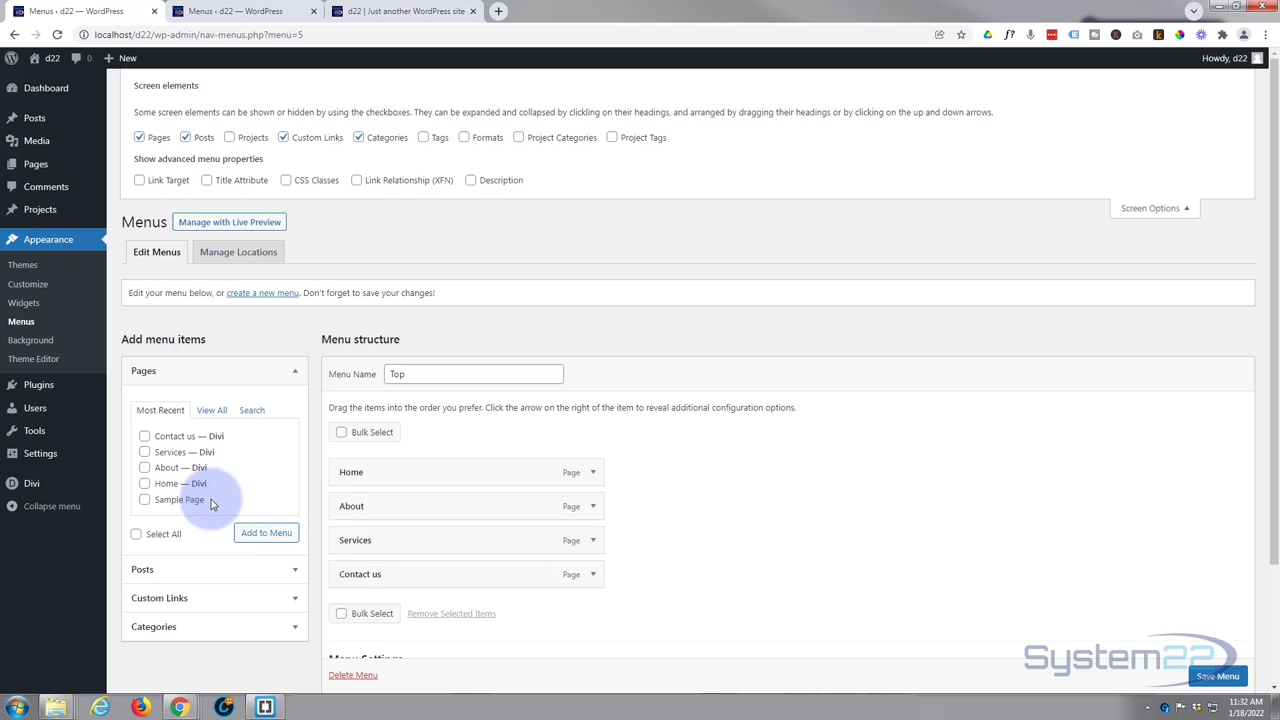 Menus ‹ d22 — WordPress
Menus ‹ d22 — WordPress
d22 | Just another WordPress site
localhost/d22/wp-admin/nav-menus.php?menu=5
d22
0
New
Howdy, d22
Dashboard
Posts
Media
Pages
Comments
Projects
Appearance
Themes
Customize
Widgets
Menus
Background
Theme Editor
Plugins
Users
Tools
Settings
Divi
Collapse menu
Screen elements
Some screen elements can be shown or hidden by using the checkboxes. They can be expanded and collapsed by clickling on their headings, and arranged by dragging their headings or by clicking on the up and down arrows.
Pages Posts Projects Custom Links Categories Tags Formats Project Categories Project Tags
Show advanced menu properties
Link Target Title Attribute CSS Classes Link Relationship (XFN) Description
Screen Options
Menus Manage with Live Preview
Edit Menus Manage Locations
Edit your menu below, or create a new menu. Don't forget to save your changes!
Add menu items
Pages
Most Recent View All Search
Contact us — Divi
Services — Divi
About — Divi
Home — Divi
Sample Page
Select All Add to Menu
Posts
Custom Links
Categories
Menu structure
Menu Name Top
Drag the items into the order you prefer. Click the arrow on the right of the item to reveal additional configuration options.
Bulk Select
Home Page
About Page
Services Page
Contact us Page
Bulk Select Remove Selected Items
Menu Settings
Delete Menu
Save Menu
System22
11:32 AM
1/18/2022